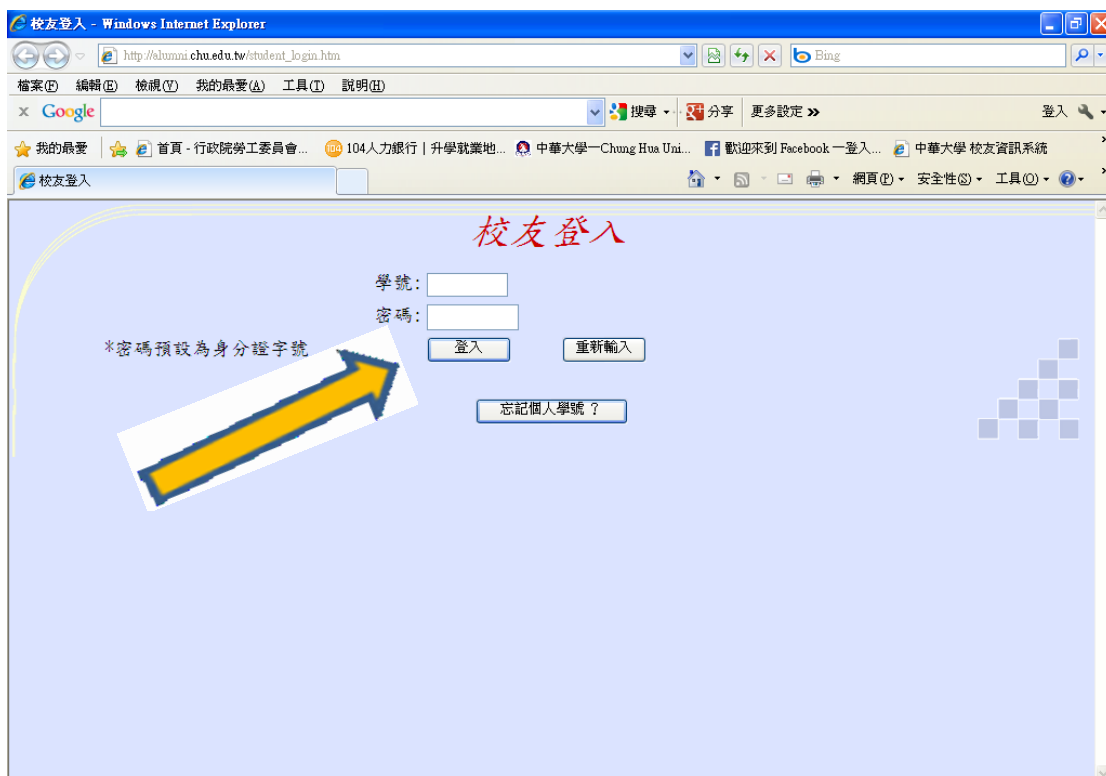 校友登入 - Windows Internet Explorer
http://alumni.chu.edu.tw/student_login.htm
Bing
檔案(F) 編輯(E) 檢視(V) 我的最愛(A) 工具(T) 說明(H)
x Google 搜尋 分享 更多設定 » 登入
我的最愛 首頁 - 行政院勞工委員會... 104人力銀行 | 升學就業地... 中華大學一Chung Hua Uni... 歡迎來到 Facebook 一登入... 中華大學 校友資訊系統
校友登入 網頁(P) 安全性(S) 工具(O)
校友登入
學號:
密碼:
*密碼預設為身分證字號 登入 重新輸入
忘記個人學號 ?